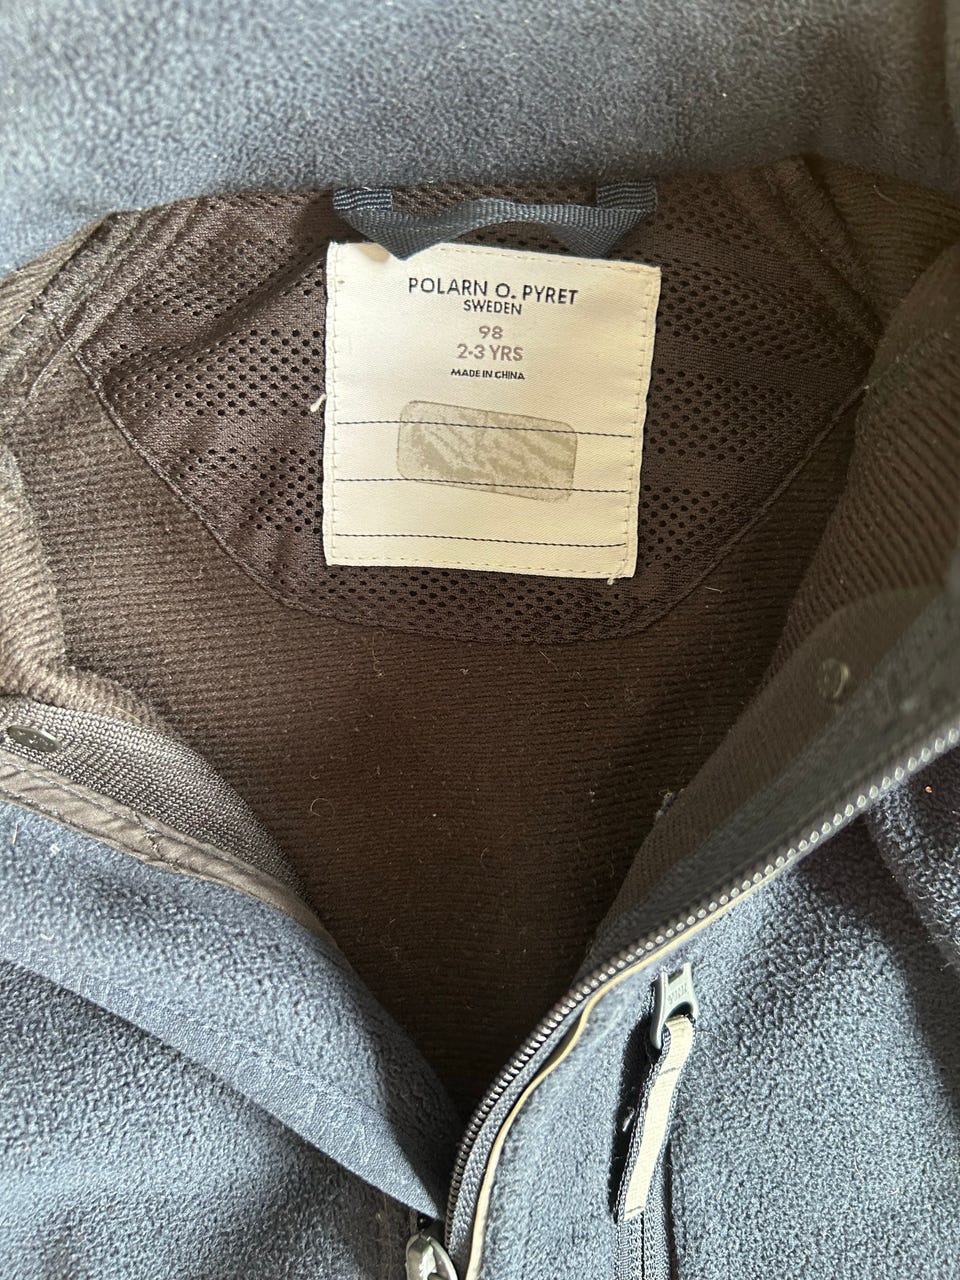 POLARN O. PYRET
SWEDEN
98
2-3 YRS
MADE IN CHINA